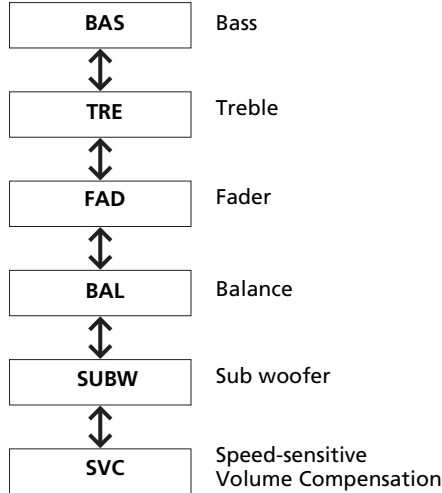 BAS Bass
TRE Treble
FAD Fader
BAL Balance
SUBW Sub woofer
SVC Speed-sensitive
Volume Compensation